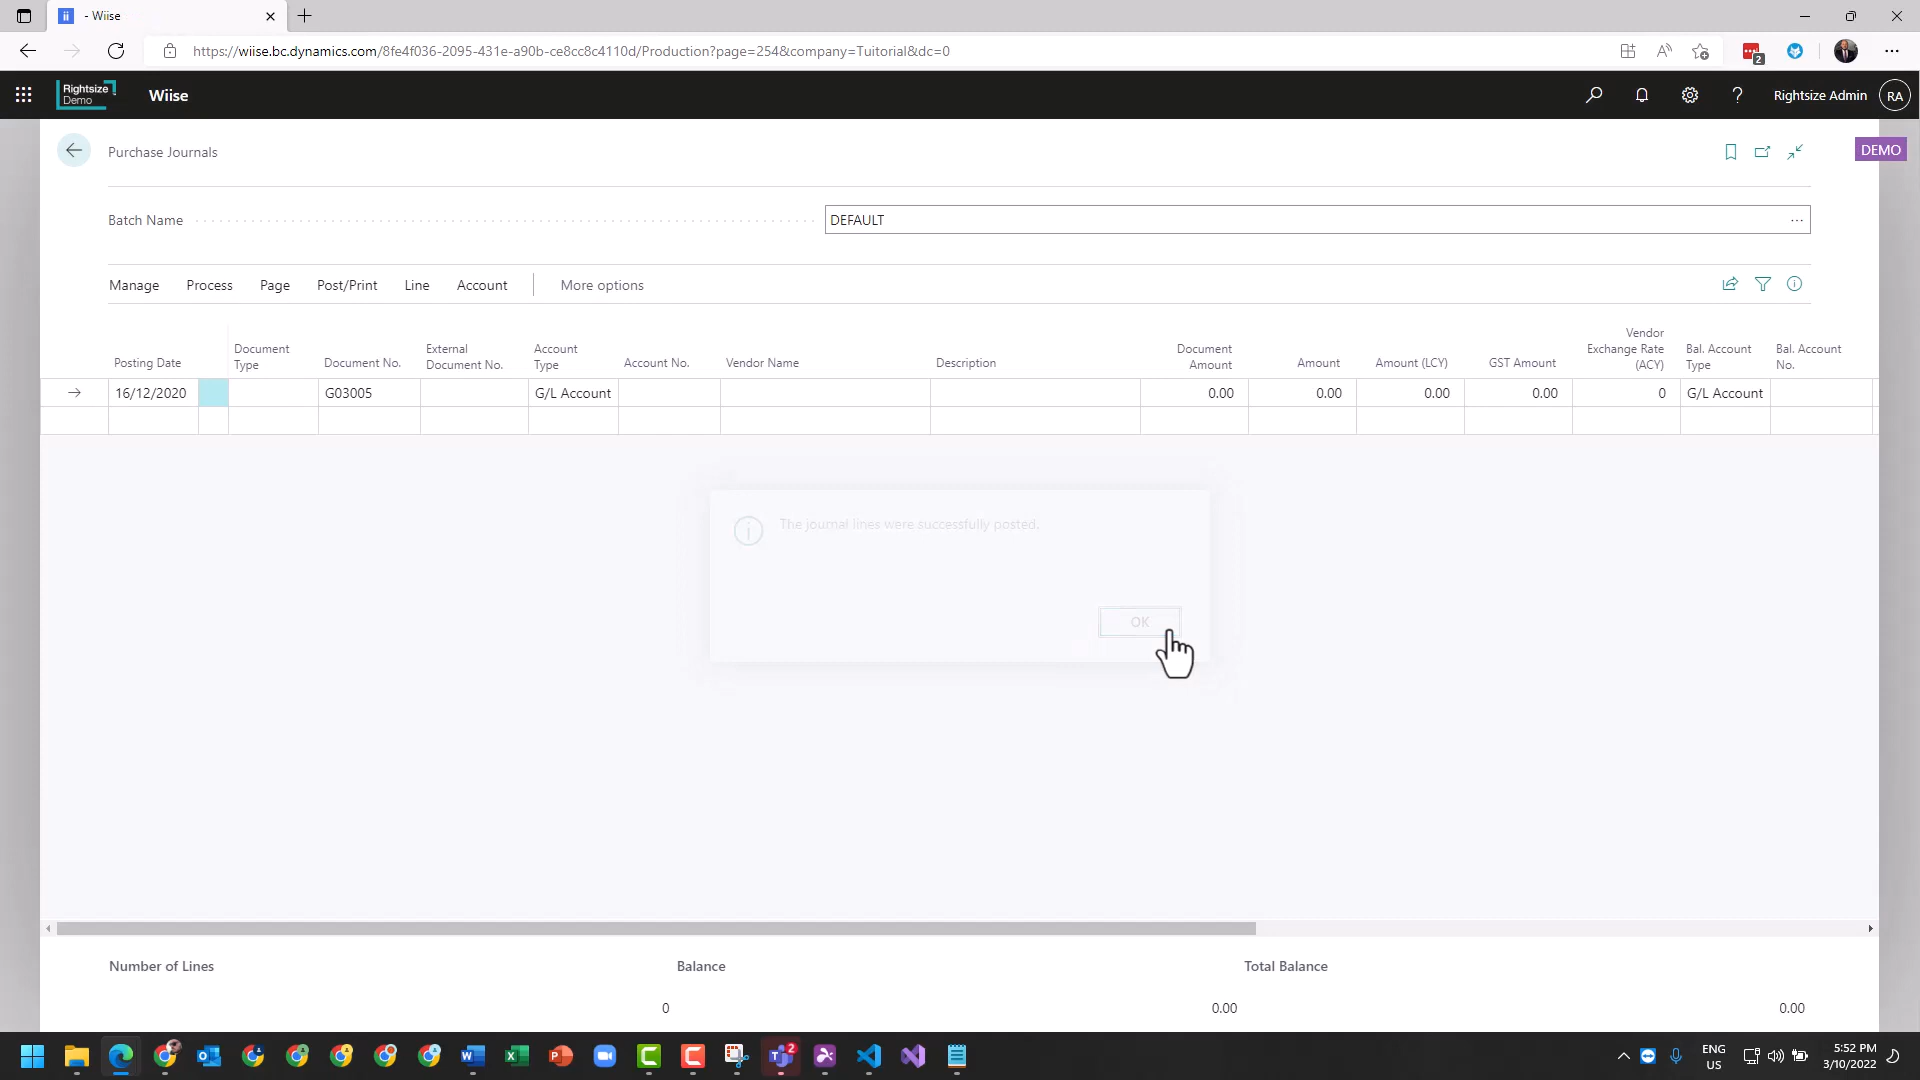 - Wiise
https://wiise.bc.dynamics.com/8fe4f036-2095-431e-a90b-ce8cc8c4110d/Production?page=254&company=Tuitorial&dc=0
2
Rightsize
Demo
Wiise
?
Rightsize Admin
RA
Purchase Journals
DEMO
Batch Name
DEFAULT
Manage Process Page Post/Print Line Account More options
Posting Date
Document
Type
Document No.
External
Document No.
Account
Type
Account No.
Vendor Name
Description
Document
Amount
Amount
Amount (LCY)
GST Amount
Vendor
Exchange Rate
(ACY)
Bal. Account
Type
Bal. Account
No.
16/12/2020 G03005 G/L Account 0.00 0.00 0.00 0.00 0 G/L Account
The journal lines were successfully posted.
OK
Number of Lines Balance Total Balance
0 0.00 0.00
2
ENG
US
5:52 PM
3/10/2022